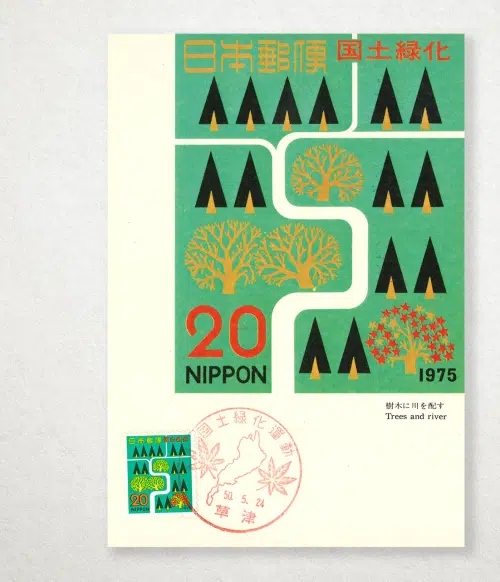 日本郵便 国土緑化
20
NIPPON
1975
樹木に川を配す
Trees and river
日本郵便 国土緑化
20
NIPPON
国土緑化運動
50. 5. 24
草津